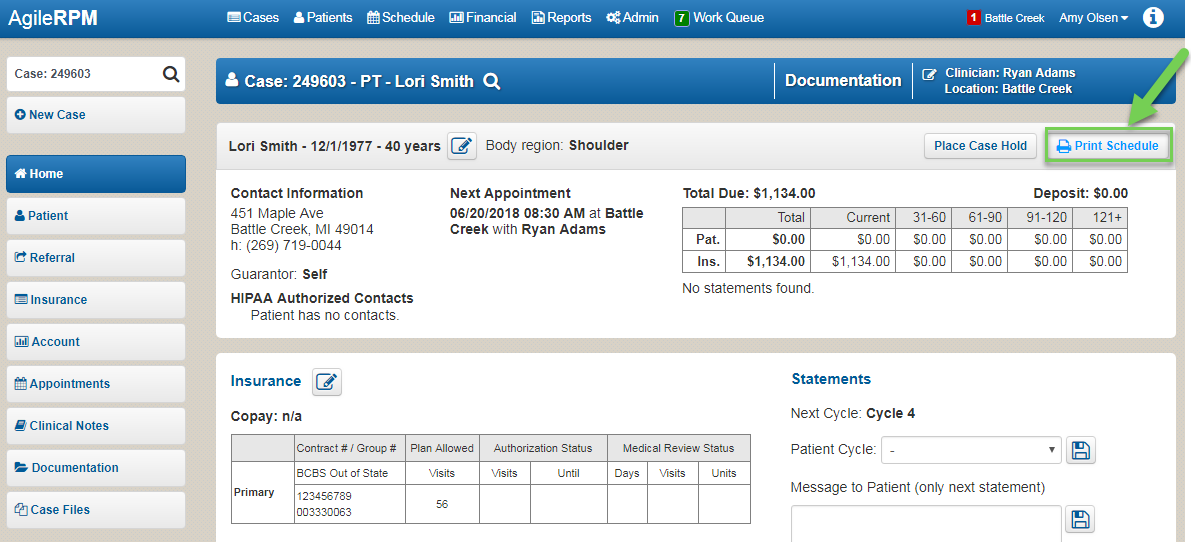 AgileRPM
Cases Patients Schedule Financial Reports Admin 7 Work Queue
1 Battle Creek Amy Olsen
Case: 249603
New Case
Home
Patient
Referral
Insurance
Account
Appointments
Clinical Notes
Documentation
Case Files
Case: 249603 - PT - Lori Smith
Documentation
Clinician: Ryan Adams
Location: Battle Creek
Lori Smith - 12/1/1977 - 40 years Body region: Shoulder
Place Case Hold
Print Schedule
Contact Information
451 Maple Ave
Battle Creek, MI 49014
h: (269) 719-0044
Guarantor: Self
HIPAA Authorized Contacts
Patient has no contacts.
Next Appointment
06/20/2018 08:30 AM at Battle
Creek with Ryan Adams
Total Due: $1,134.00 Deposit: $0.00
Total Current 31-60 61-90 91-120 121+
Pat. $0.00 $0.00 $0.00 $0.00 $0.00 $0.00
Ins. $1,134.00 $1,134.00 $0.00 $0.00 $0.00 $0.00
No statements found.
Insurance
Copay: n/a
Contract # / Group # Plan Allowed Authorization Status Medical Review Status
BCBS Out of State Visits Visits Until Days Visits Units
Primary
123456789
003330063
56
Statements
Next Cycle: Cycle 4
Patient Cycle: -
Message to Patient (only next statement)